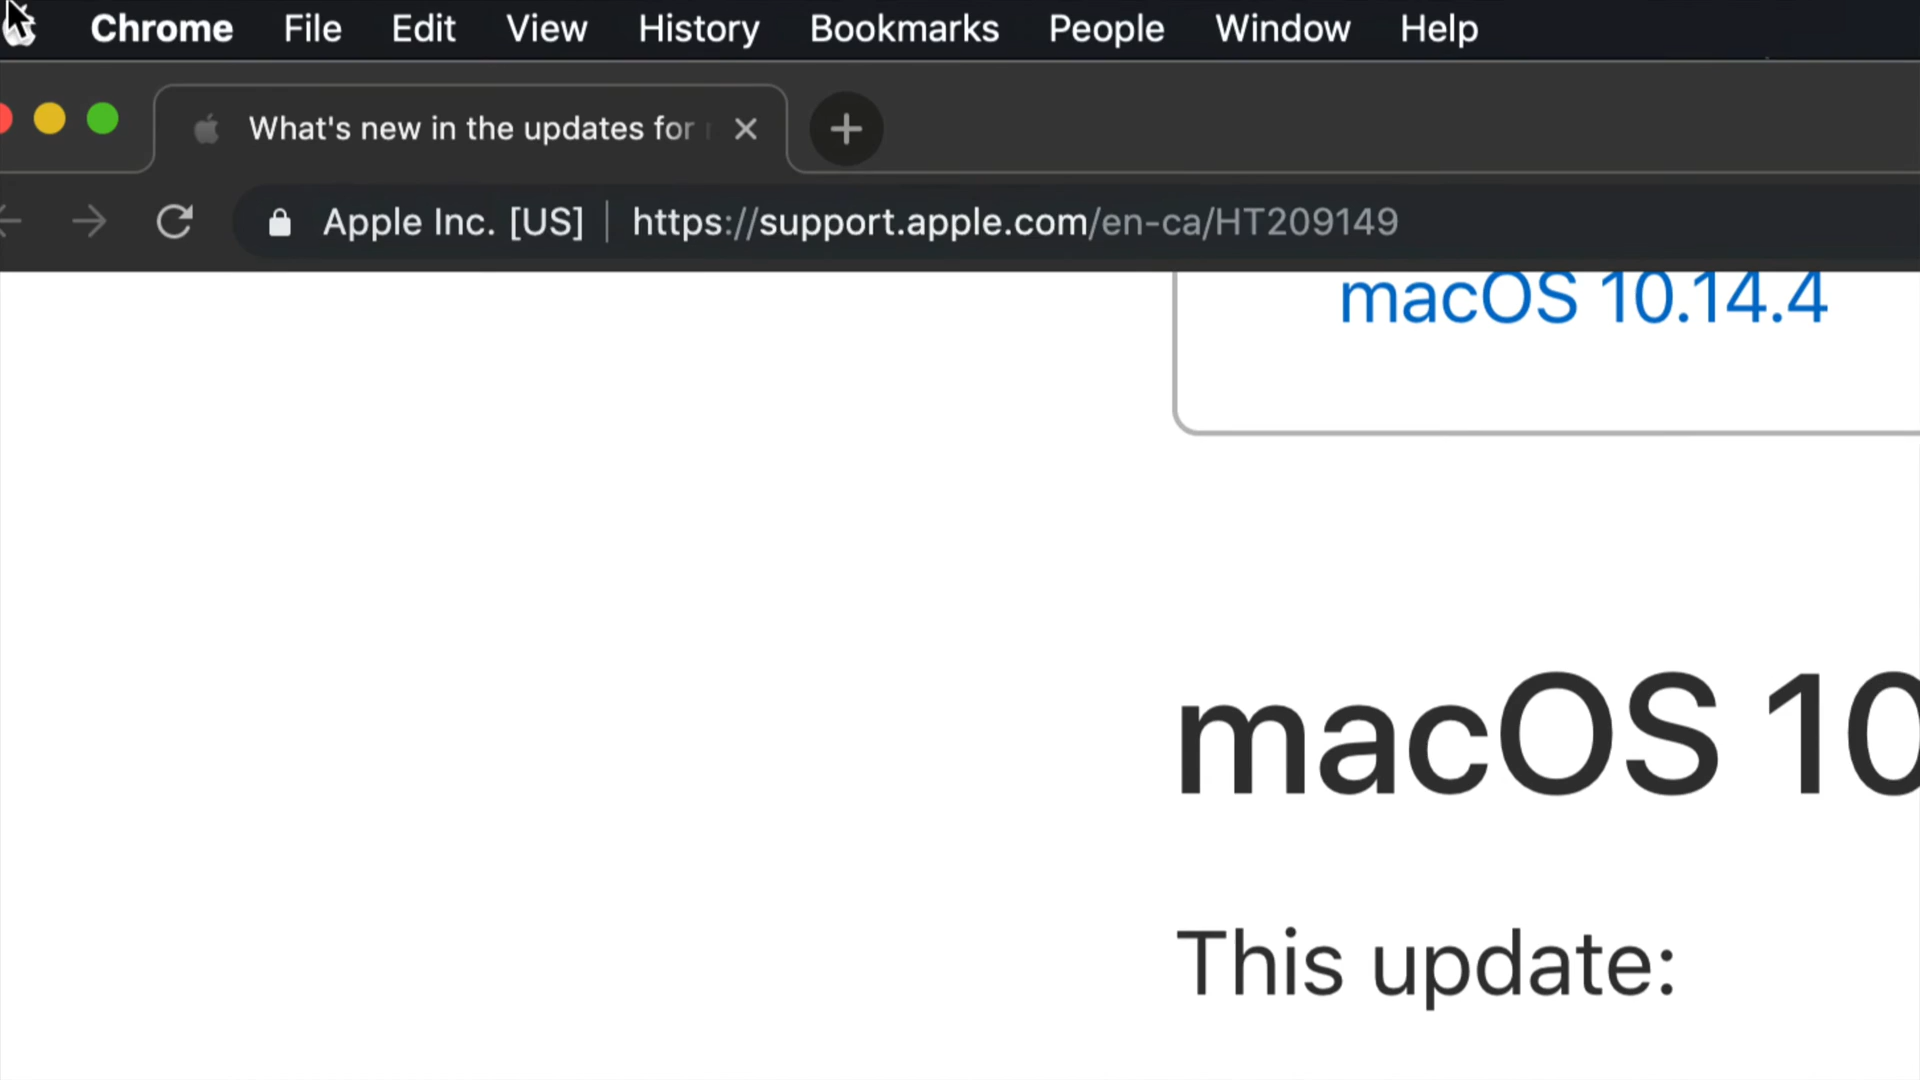 Chrome File Edit View History Bookmarks People Window Help
What's new in the updates for
Apple Inc. [US] https://support.apple.com/en-ca/HT209149
macOS 10.14.4
macOS 10
This update: